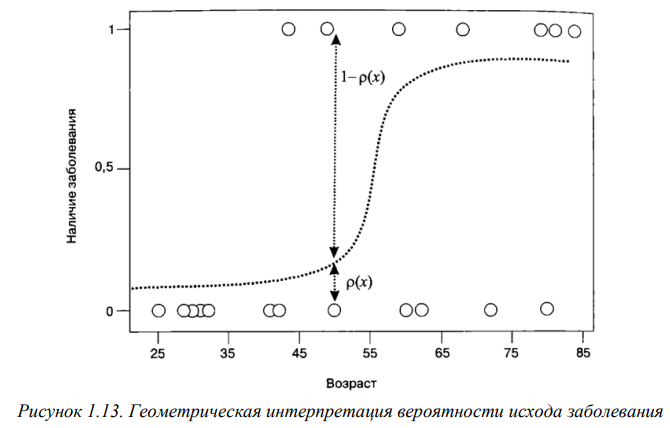 1
1–ρ(x)
Наличие заболевания
0,5
ρ(x)
0
25 35 45 55 65 75 85
Возраст
Рисунок 1.13. Геометрическая интерпретация вероятности исхода заболевания